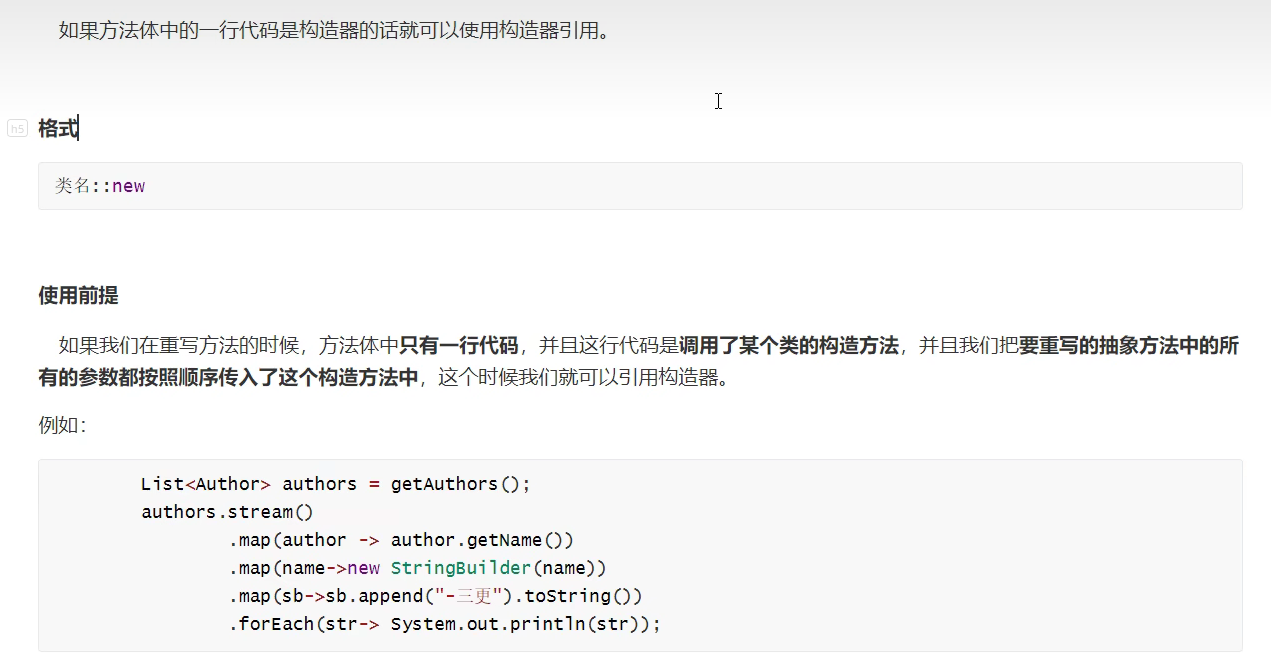 如果方法体中的一行代码是构造器的话就可以使用构造器引用。
h5 格式
类名::new
使用前提
如果我们在重写方法的时候，方法体中只有一行代码，并且这行代码是调用了某个类的构造方法，并且我们把要重写的抽象方法中的所
有的参数都按照顺序传入了这个构造方法中，这个时候我们就可以引用构造器。
例如：
List<Author> authors = getAuthors();
authors.stream()
.map(author -> author.getName())
.map(name->new StringBuilder(name))
.map(sb->sb.append("-三更").toString())
.forEach(str-> System.out.println(str));